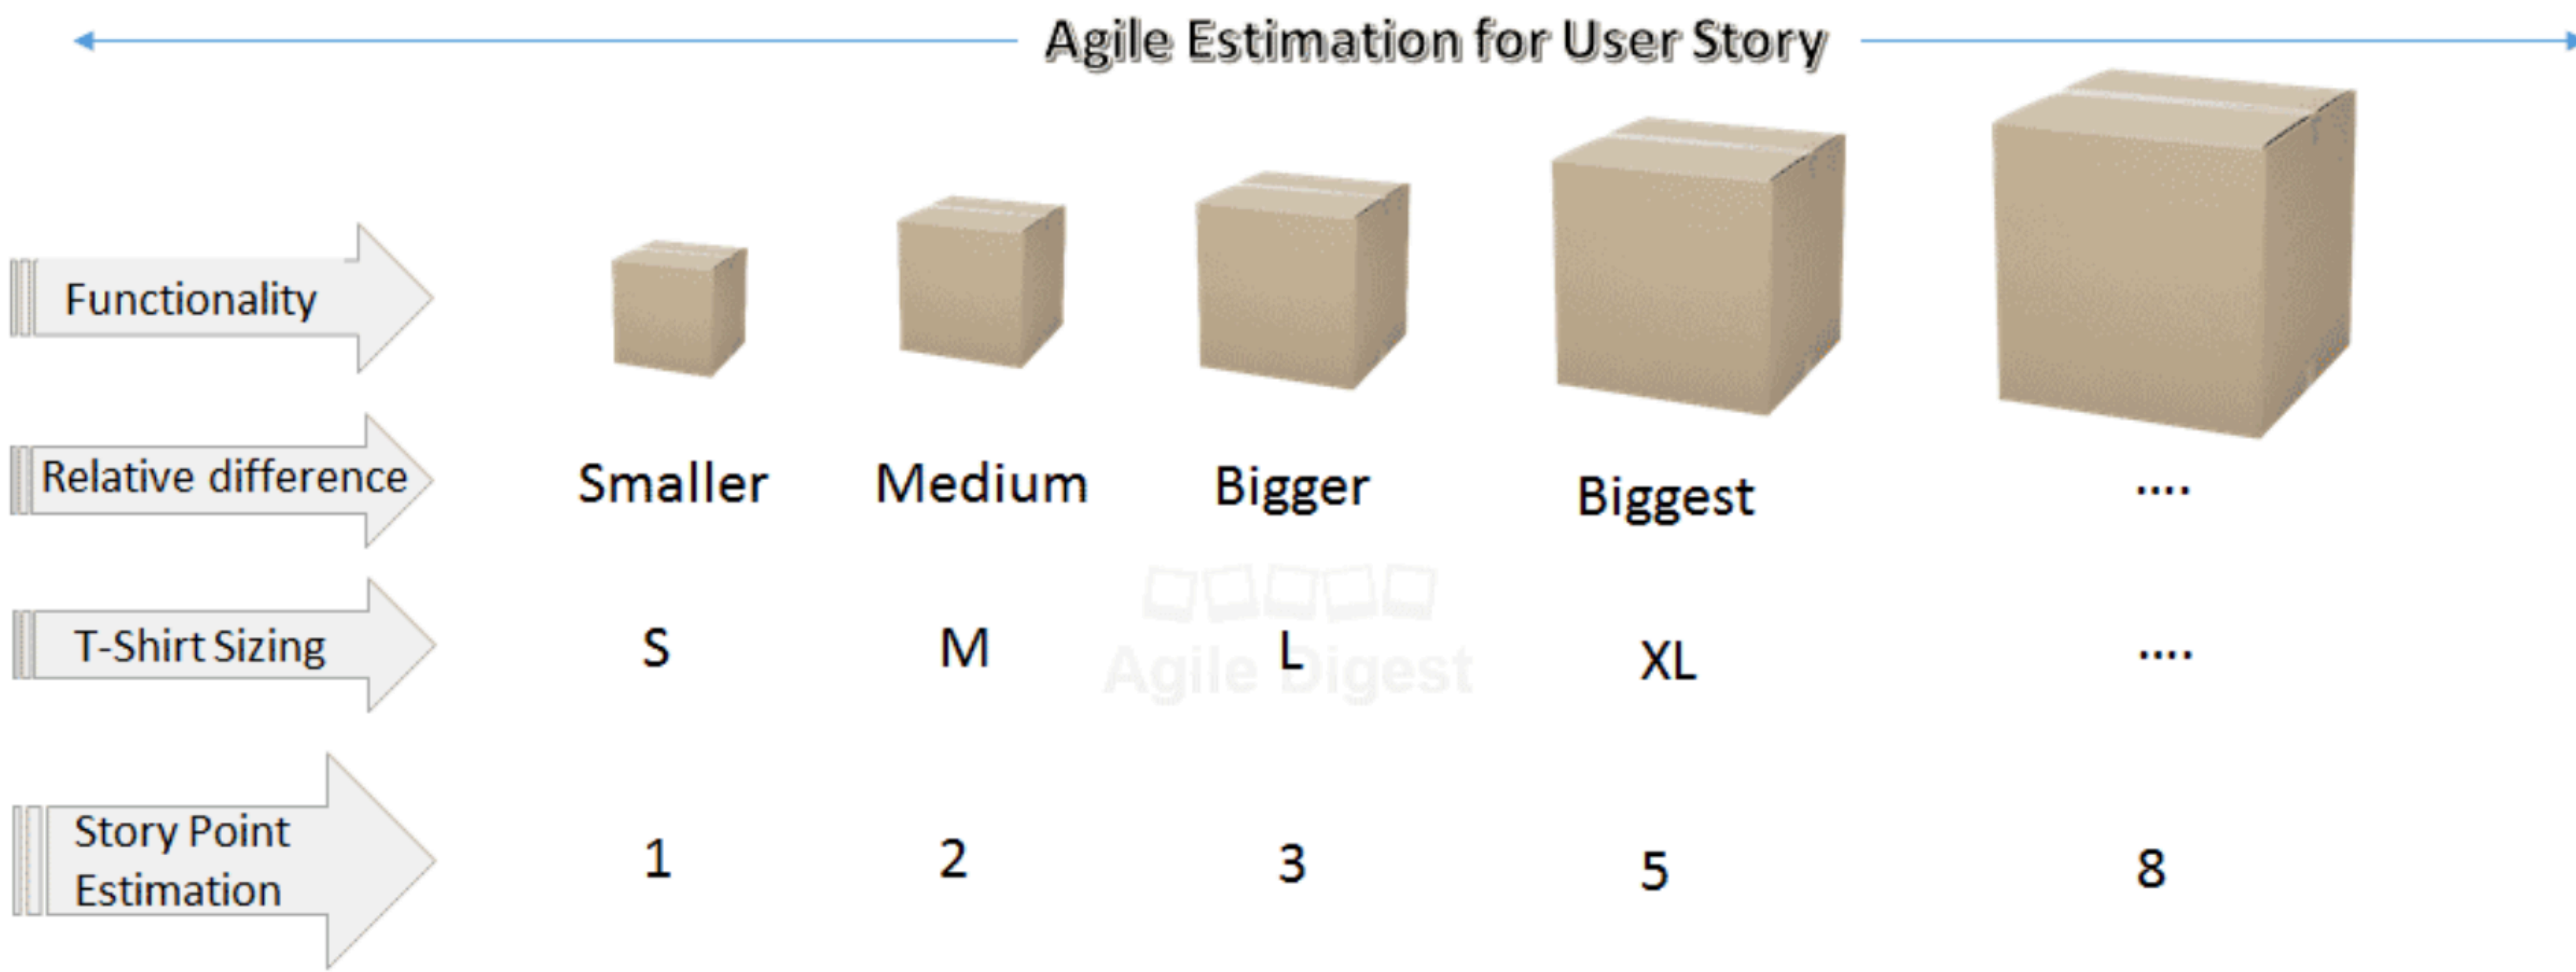 Agile Estimation for User Story
Functionality
Relative difference
Smaller Medium Bigger Biggest ....
T-Shirt Sizing
S M L XL ....
Agile Digest
Story Point
Estimation
1 2 3 5 8